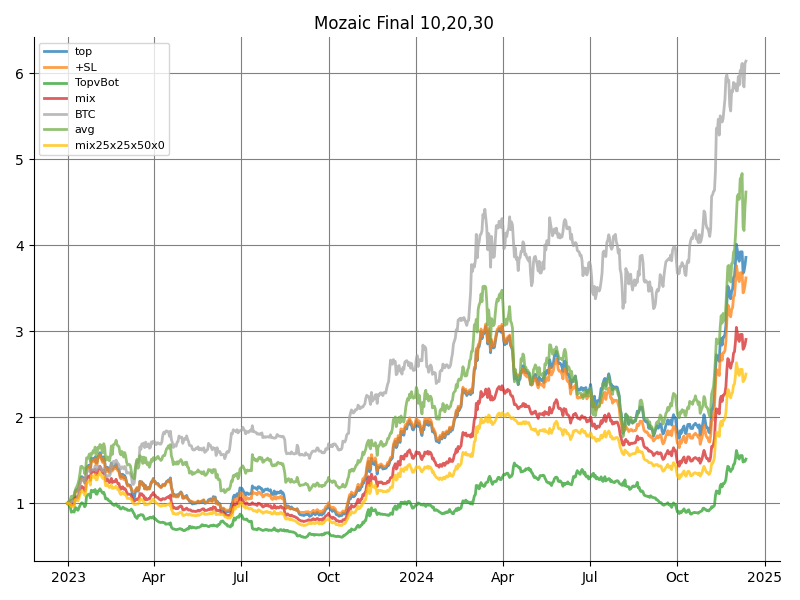 Mozaic Final 10,20,30
top
+SL
TopvBot
mix
BTC
avg
mix25x25x50x0
6
5
4
3
2
1
2023 Apr Jul Oct 2024 Apr Jul Oct 2025